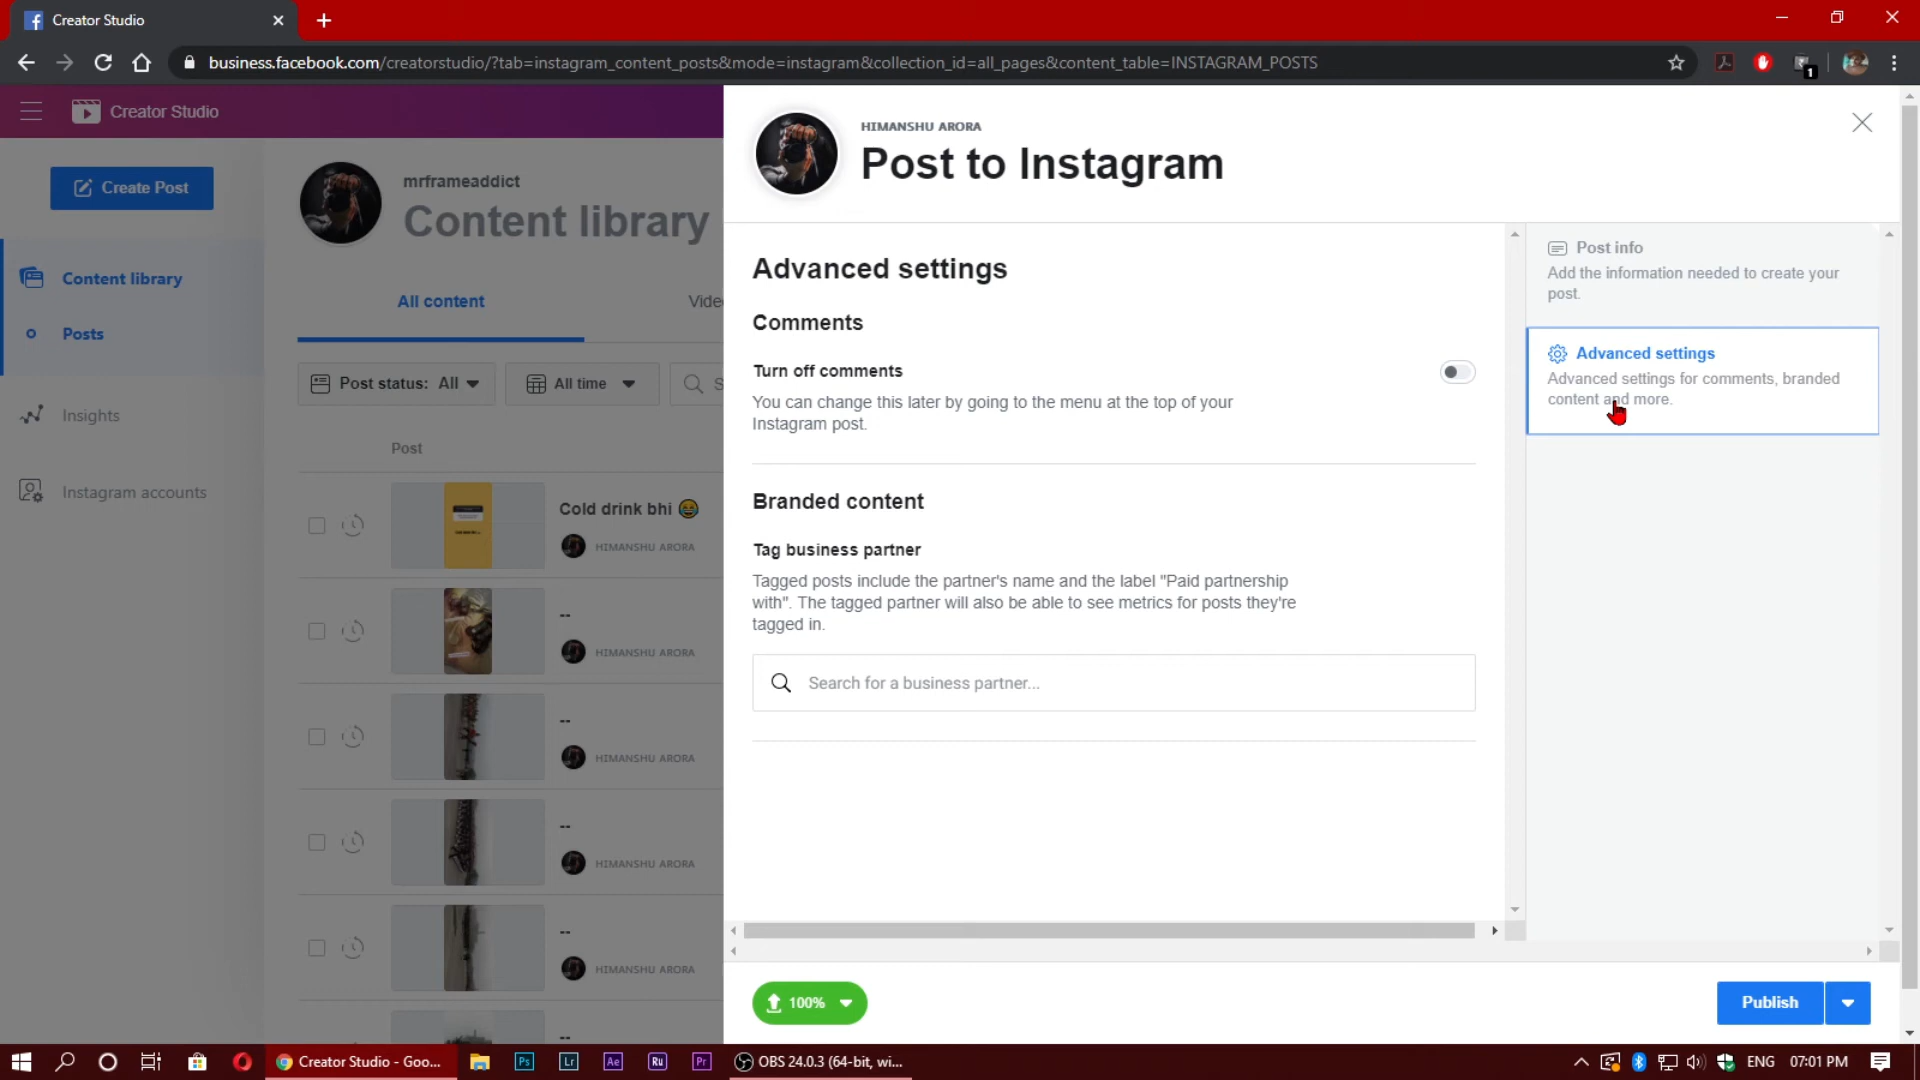 Creator Studio
business.facebook.com/creatorstudio/?tab=instagram_content_posts&mode=instagram&collection_id=all_pages&content_table=INSTAGRAM_POSTS
1
Creator Studio
Create Post
Content library
Posts
Insights
Instagram accounts
mrframeaddict
Content library
All content
Vide
Post status: All
All time
S
Post
Cold drink bhi 😂
HIMANSHU ARORA
--
HIMANSHU ARORA
--
HIMANSHU ARORA
--
HIMANSHU ARORA
--
HIMANSHU ARORA
--
HIMANSHU ARORA
Post to Instagram
Advanced settings
Comments
Turn off comments
You can change this later by going to the menu at the top of your
Instagram post.
Branded content
Tag business partner
Tagged posts include the partner's name and the label "Paid partnership
with". The tagged partner will also be able to see metrics for posts they're
tagged in.
Search for a business partner...
Post info
Add the information needed to create your
post.
Advanced settings
Advanced settings for comments, branded
content and more.
100%
Publish
Creator Studio - Goo...
Ps
Lr
Ae
Ru
Pr
OBS 24.0.3 (64-bit, wi...
ENG
07:01 PM